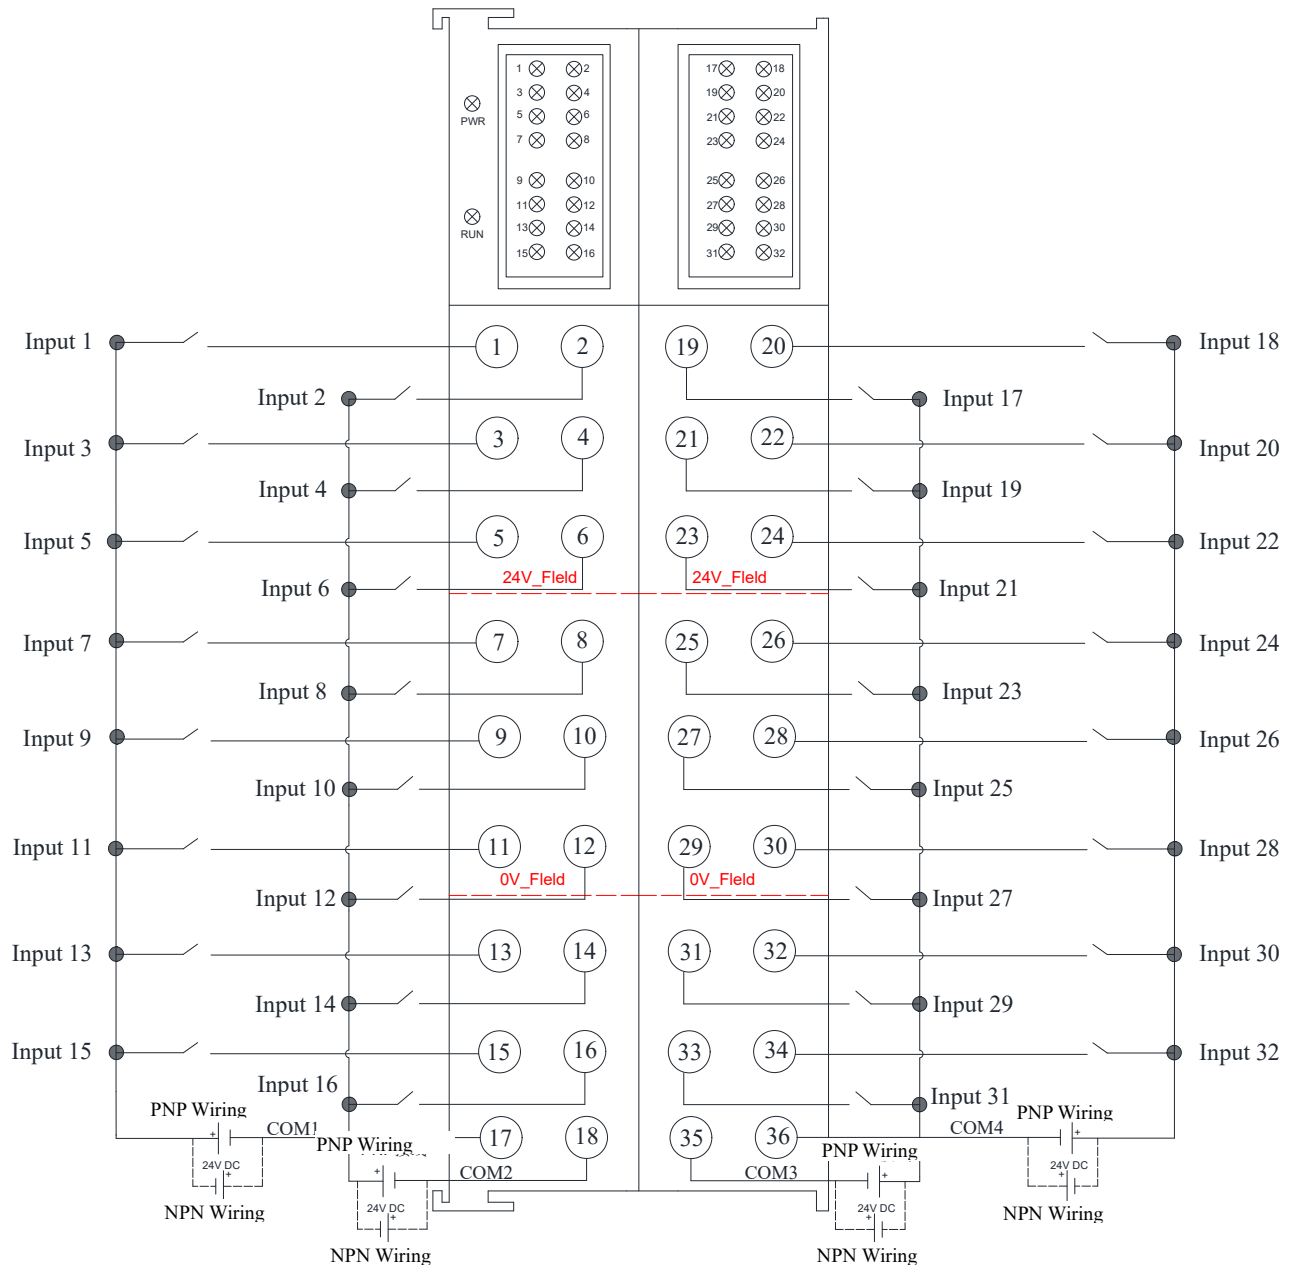 1 2 17 18
3 4 19 20
PWR
5 6 21 22
7 8 23 24
9 10 25 26
11 12 27 28
RUN
13 14 29 30
15 16 31 32
Input 1 1 2 19 20 Input 18
Input 2 Input 17
Input 3 3 4 21 22 Input 20
Input 4 Input 19
Input 5 5 6 23 24 Input 22
24V_FIeld 24V_FIeld
Input 6 Input 21
Input 7 7 8 25 26 Input 24
Input 8 Input 23
Input 9 9 10 27 28 Input 26
Input 10 Input 25
Input 11 11 12 29 30 Input 28
0V_FIeld 0V_FIeld
Input 12 Input 27
Input 13 13 14 31 32 Input 30
Input 14 Input 29
Input 15 15 16 33 34 Input 32
Input 16 Input 31
PNP Wiring PNP Wiring
+ COM1 17 18 35 36 COM4 +
PNP Wiring PNP Wiring
24V DC 24V DC
+ + COM2 COM3 + +
NPN Wiring 24V DC 24V DC NPN Wiring
+ +
NPN Wiring NPN Wiring